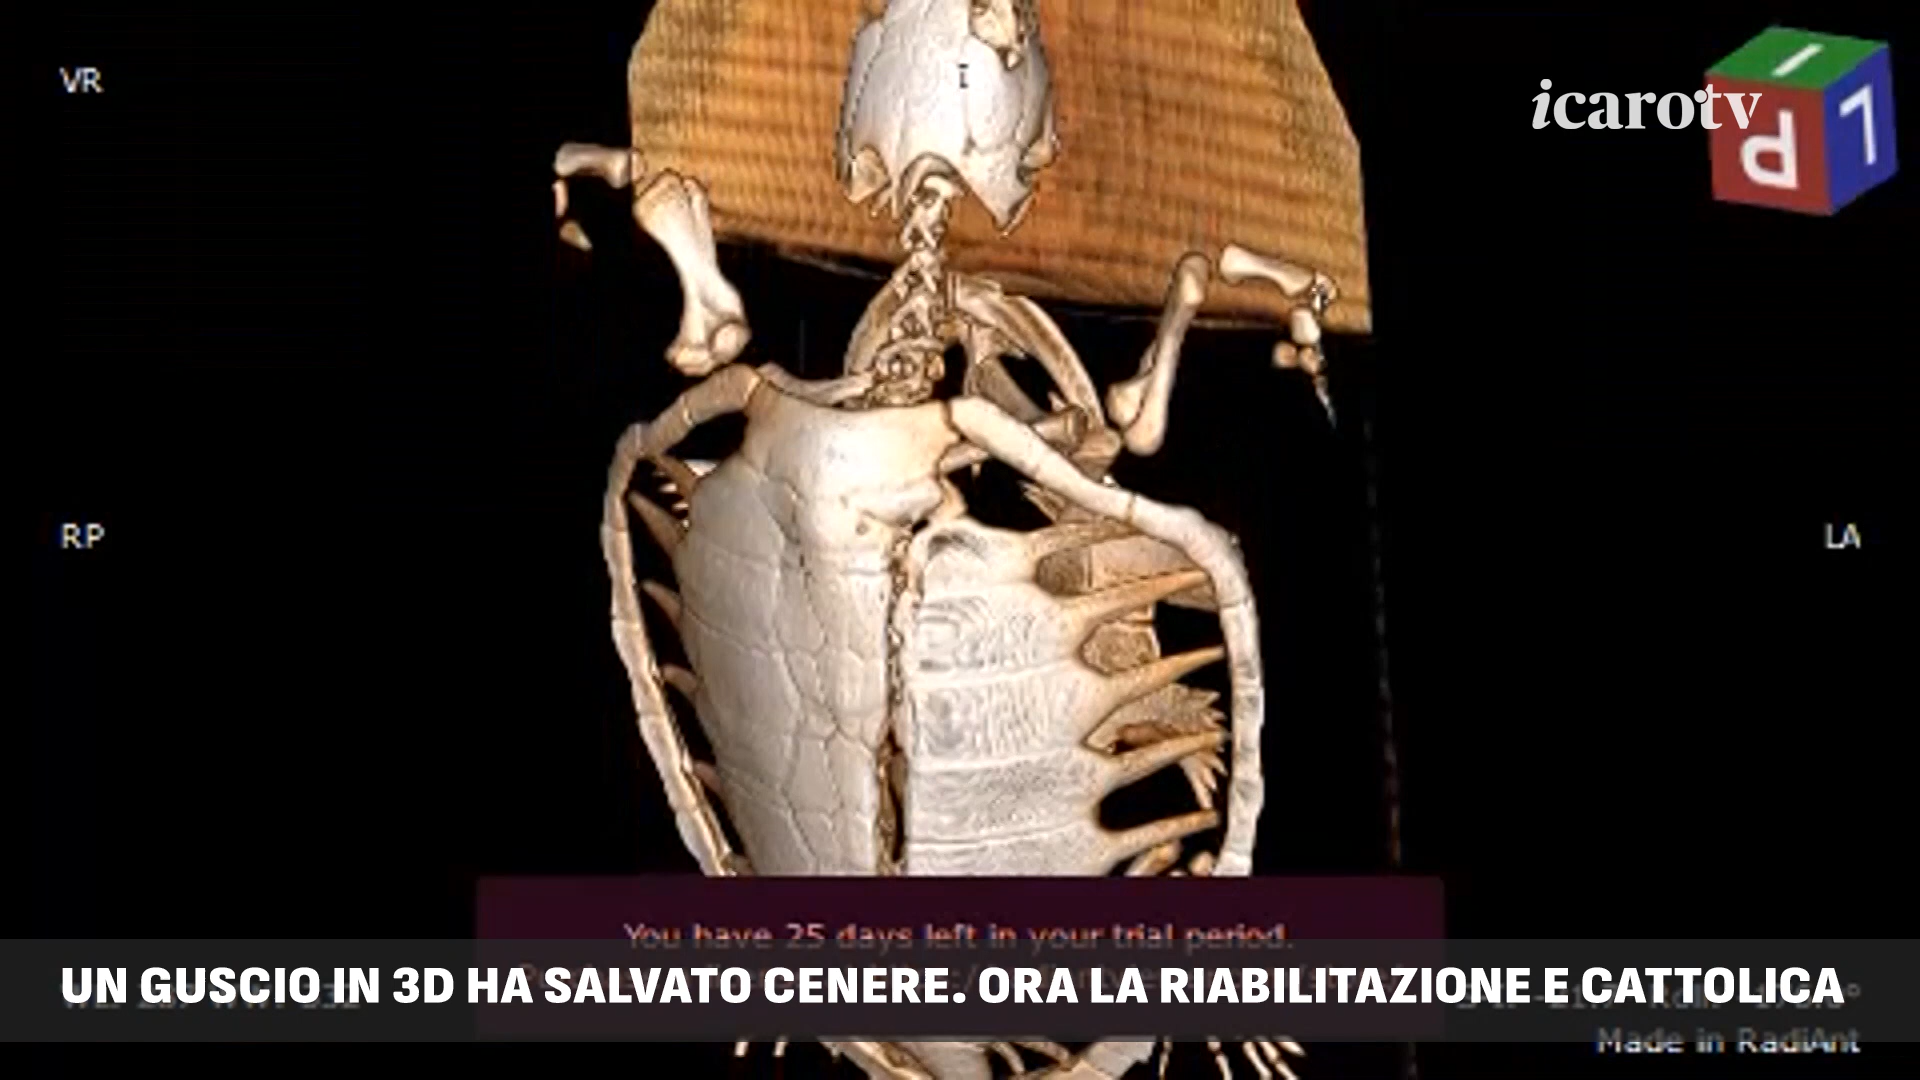 VR
icarotv
L
P
I
RP
LA
You have 25 days left in your trial period.
UN GUSCIO IN 3D HA SALVATO CENERE. ORA LA RIABILITAZIONE E CATTOLICA
Made in RadiAnt